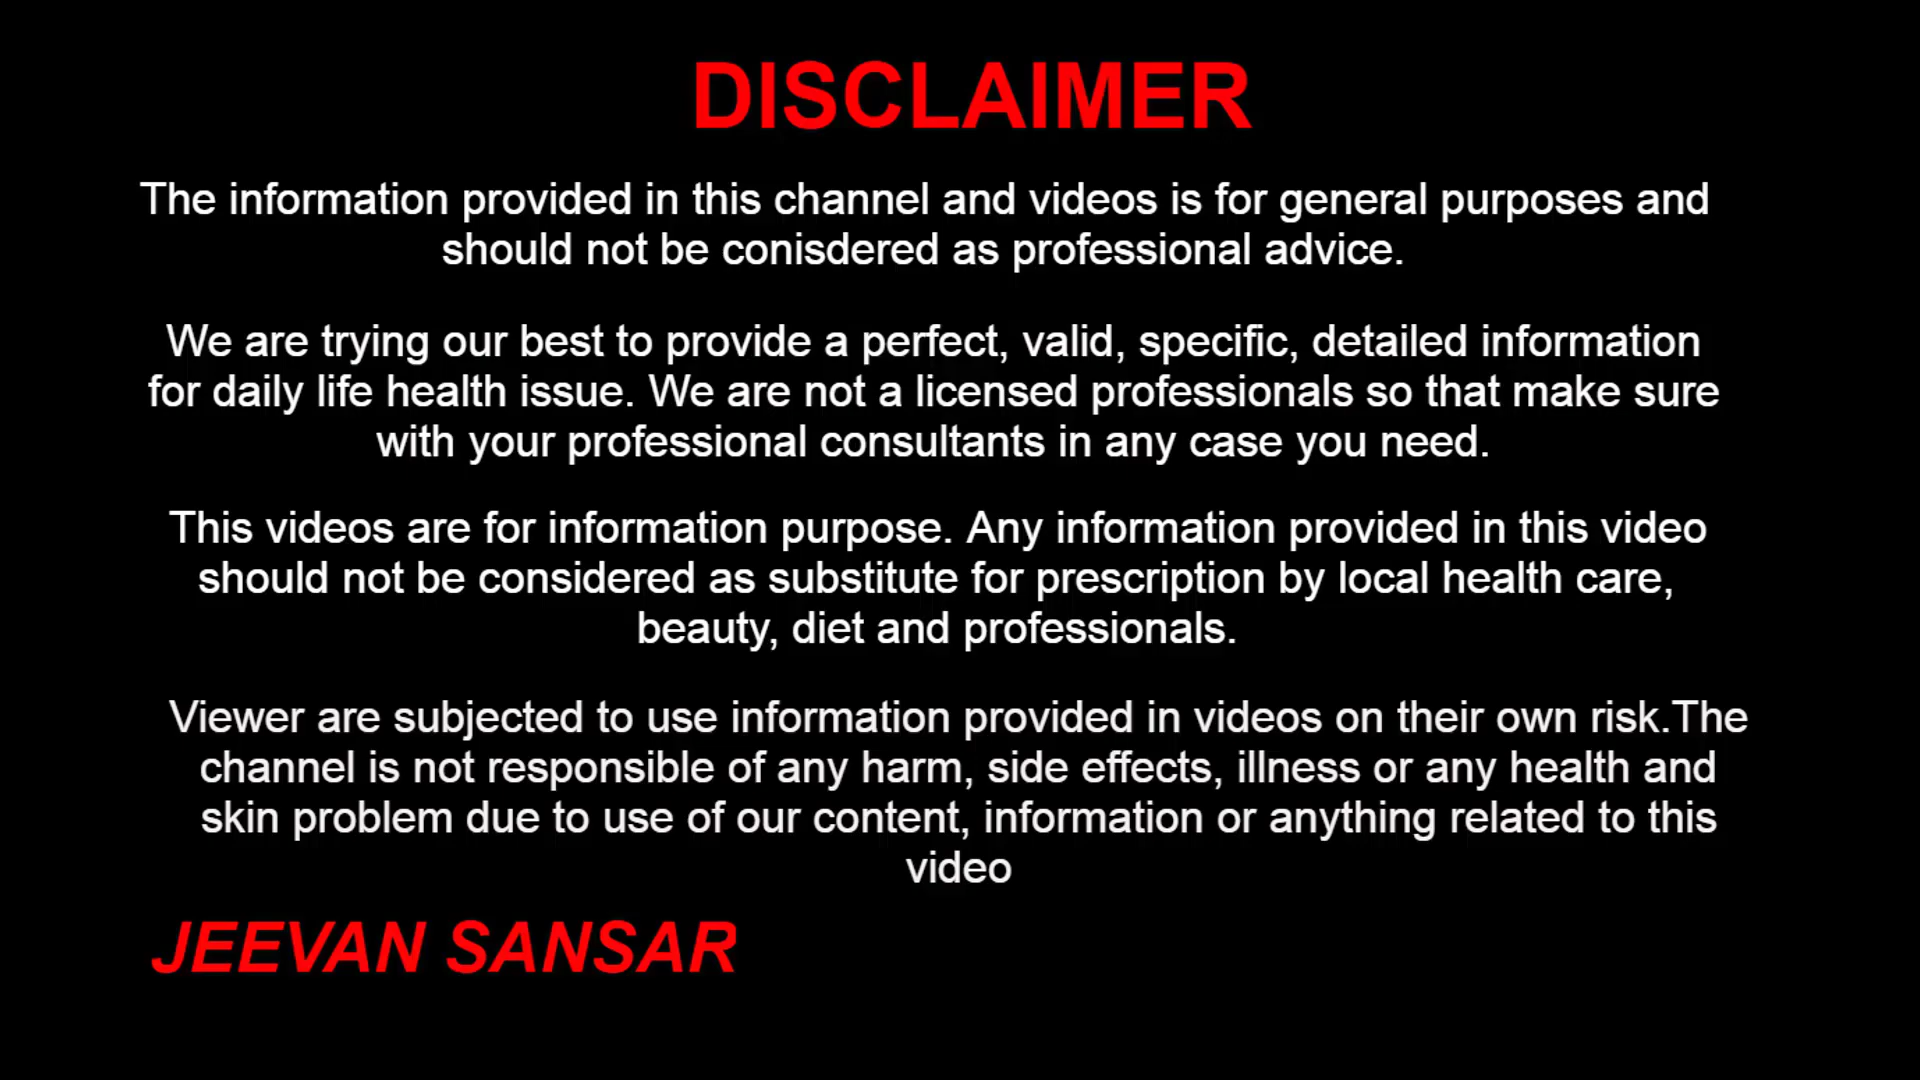 DISCLAIMER
The information provided in this channel and videos is for general purposes and
should not be conisdered as professional advice.
We are trying our best to provide a perfect, valid, specific, detailed information
for daily life health issue. We are not a licensed professionals so that make sure
with your professional consultants in any case you need.
This videos are for information purpose. Any information provided in this video
should not be considered as substitute for prescription by local health care,
beauty, diet and professionals.
Viewer are subjected to use information provided in videos on their own risk.The
channel is not responsible of any harm, side effects, illness or any health and
skin problem due to use of our content, information or anything related to this
video
JEEVAN SANSAR